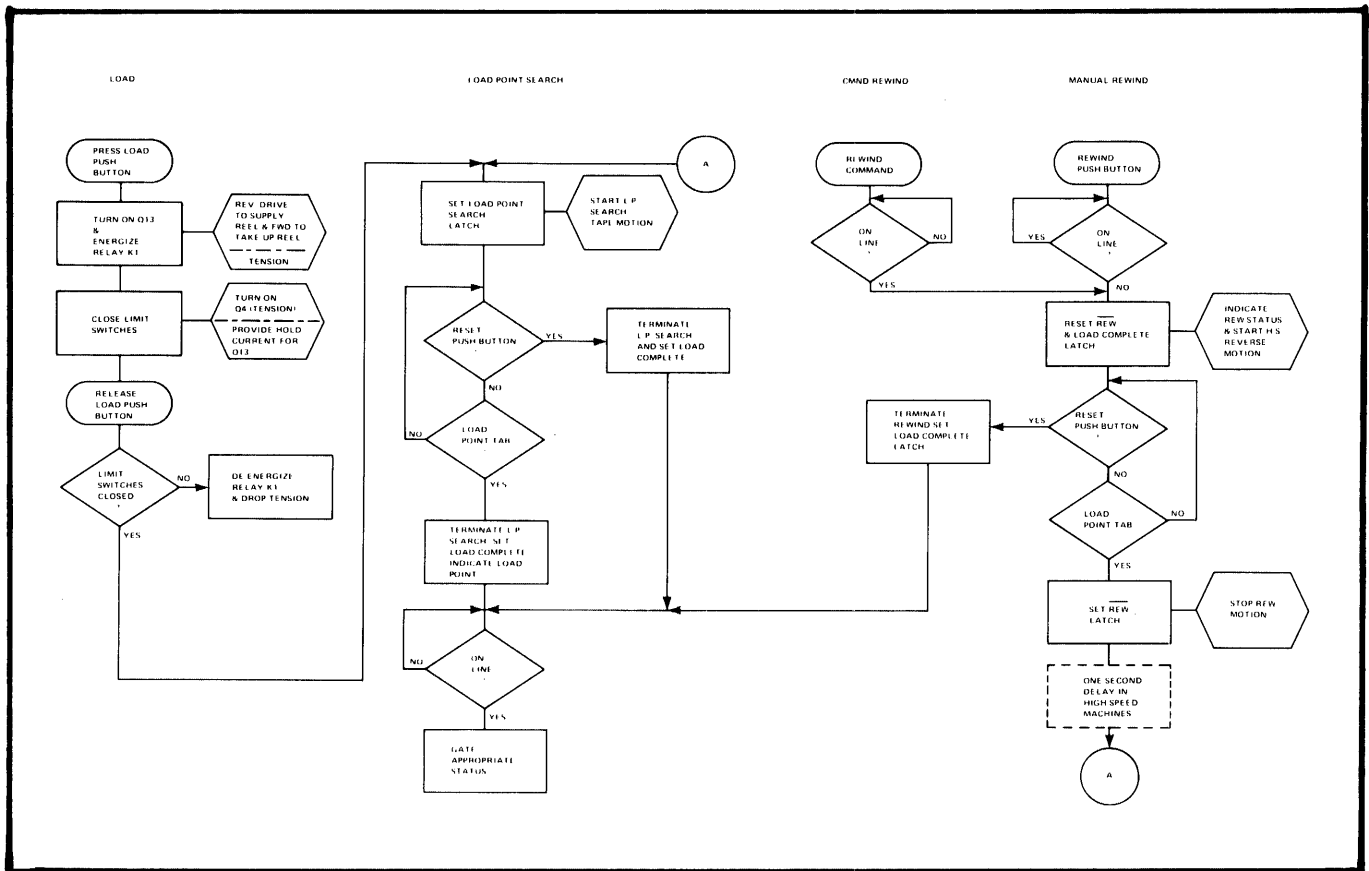 LOAD
LOAD POINT SEARCH
CMND REWIND
MANUAL REWIND
PRESS LOAD
PUSH
BUTTON
TURN ON Q13
&
ENERGIZE
RELAY K1
REV DRIVE
TO SUPPLY
REEL & FWD TO
TAKE UP REEL
TENSION
CLOSE LIMIT
SWITCHES
TURN ON
Q4 (TENSION)
PROVIDE HOLD
CURRENT FOR
Q13
RELEASE
LOAD PUSH
BUTTON
LIMIT
SWITCHES
CLOSED
?
NO
YES
DE ENERGIZE
RELAY K1
& DROP TENSION
A
SET LOAD POINT
SEARCH
LATCH
START L P
SEARCH
TAPE MOTION
RESET
PUSH BUTTON
YES
NO
TERMINATE
L P SEARCH
AND SET LOAD
COMPLETE
LOAD
POINT TAB
NO
YES
TERMINATE L P
SEARCH SET
LOAD COMPLETE
INDICATE LOAD
POINT
ON
LINE
?
NO
YES
GATE
APPROPRIATE
STATUS
REWIND
COMMAND
ON
LINE
?
NO
YES
REWIND
PUSH BUTTON
ON
LINE
?
YES
NO
RESET REW
& LOAD COMPLETE
LATCH
INDICATE
REW STATUS
& START H S
REVERSE
MOTION
RESET
PUSH BUTTON
?
YES
NO
TERMINATE
REWIND SET
LOAD COMPLETE
LATCH
LOAD
POINT TAB
NO
YES
SET REW
LATCH
STOP REW
MOTION
ONE SECOND
DELAY IN
HIGH SPEED
MACHINES
A